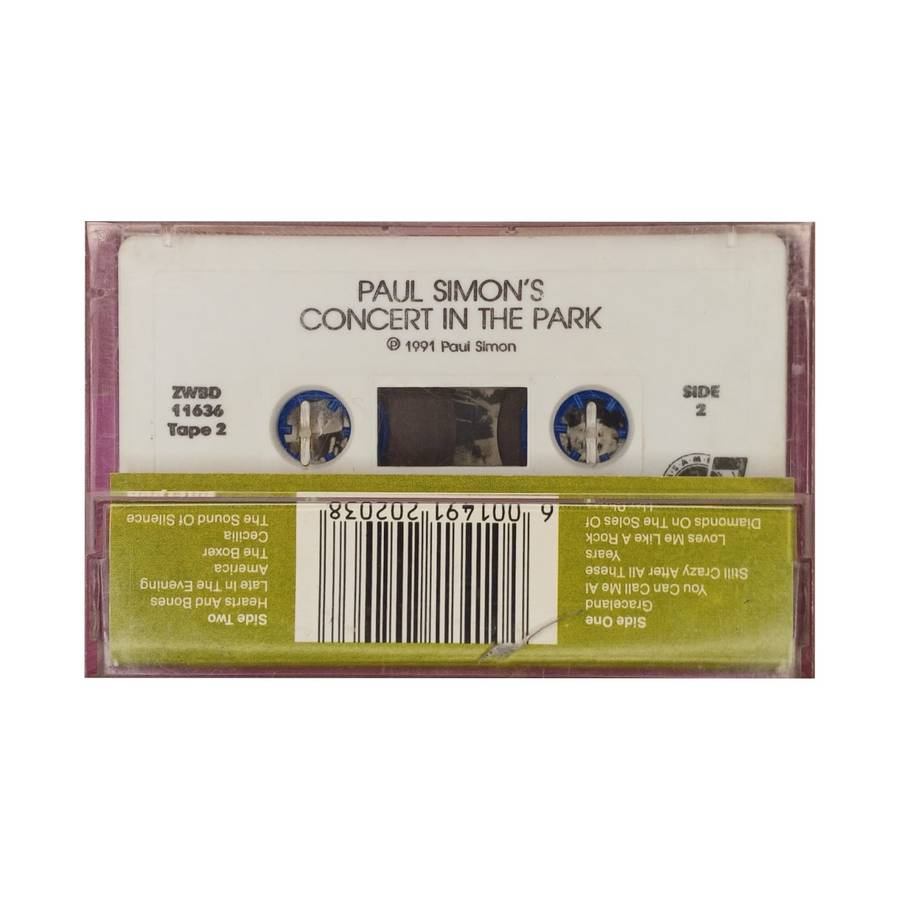 PAUL SIMON'S
CONCERT IN THE PARK
℗ 1991 Paul Simon
ZWBD
11636
Tape 2
SIDE
2
S.A.M.
Side One
Graceland
You Can Call Me Al
Still Crazy After All These
Years
Loves Me Like A Rock
Diamonds On The Soles Of
6 001491 202038
Side Two
Hearts And Bones
Late In The Evening
America
The Boxer
Cecilia
The Sound Of Silence